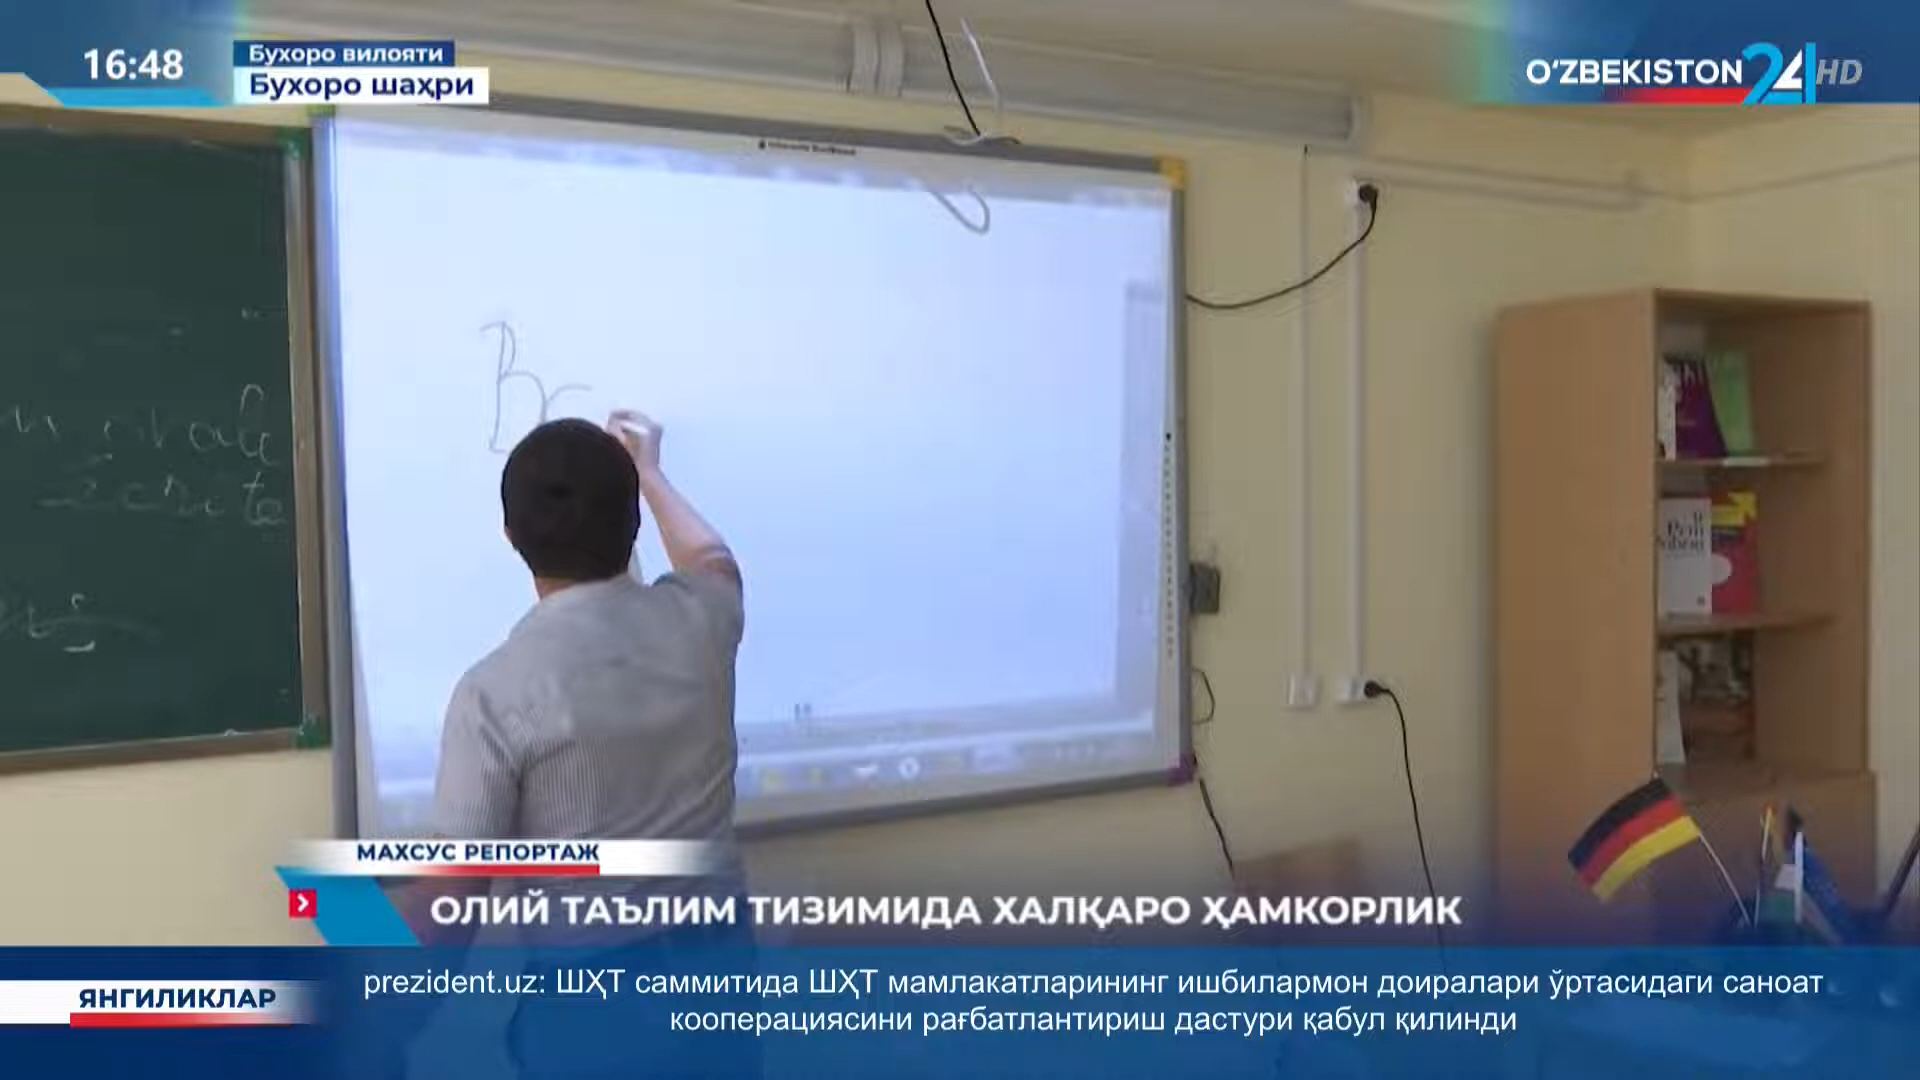 16:48
Бухоро вилояти
Бухоро шаҳри
O‘ZBEKISTON 24 HD
МАХСУС РЕПОРТАЖ
ОЛИЙ ТАЪЛИМ ТИЗИМИДА ХАЛҚАРО ҲАМКОРЛИК
ЯНГИЛИКЛАР
prezident.uz: ШҲТ саммитида ШҲТ мамлакатларининг ишбилармон доиралари ўртасидаги саноат
кооперациясини рағбатлантириш дастури қабул қилинди